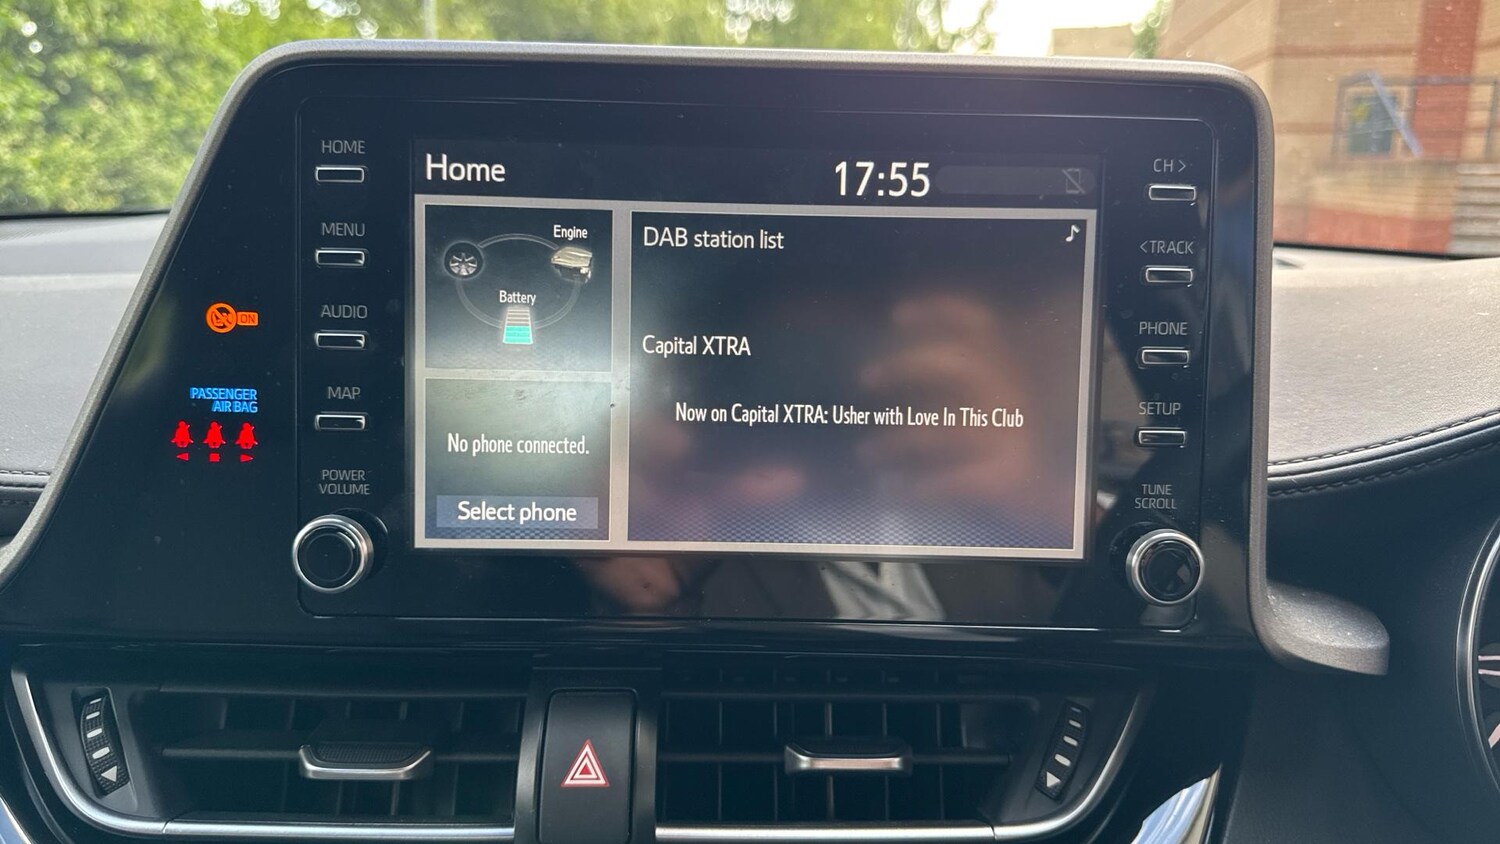 HOME
MENU
AUDIO
MAP
POWER
VOLUME
ON
PASSENGER
AIR BAG
Home
17:55
Engine
Battery
No phone connected.
Select phone
DAB station list
Capital XTRA
Now on Capital XTRA: Usher with Love In This Club
CH >
< TRACK
PHONE
SETUP
TUNE
SCROLL